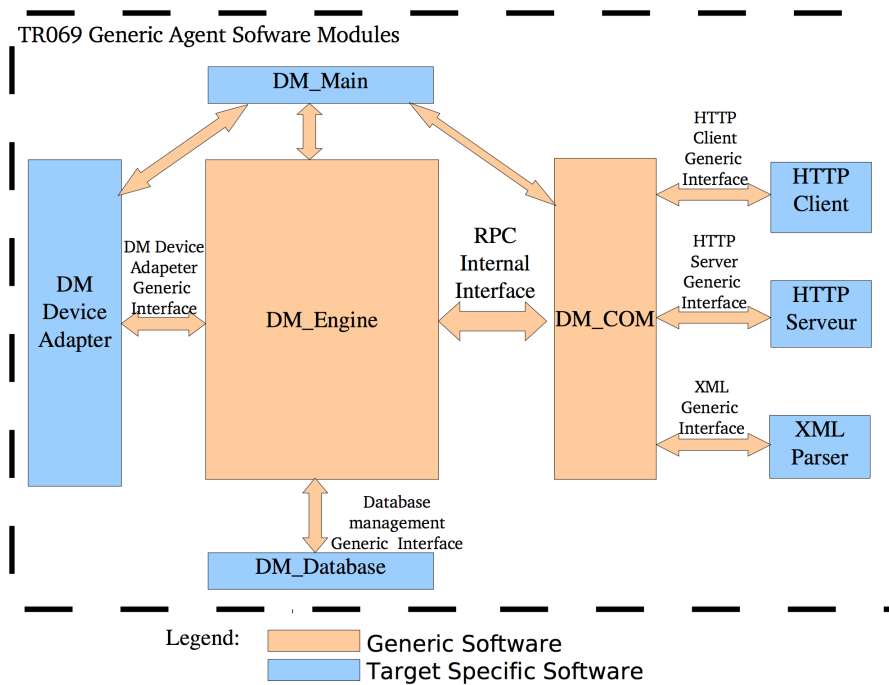 TR069 Generic Agent Sofware Modules
DM_Main
HTTP
Client
Generic
Interface
HTTP
Client
DM Device
Adapeter
Generic
Interface
RPC
Internal
Interface
HTTP
Server
Generic
Interface
DM
Device
Adapter
DM_Engine
DM_COM
HTTP
Serveur
XML
Generic
Interface
XML
Parser
Database
management
Generic Interface
DM_Database
Legend:
Generic Software
Target Specific Software